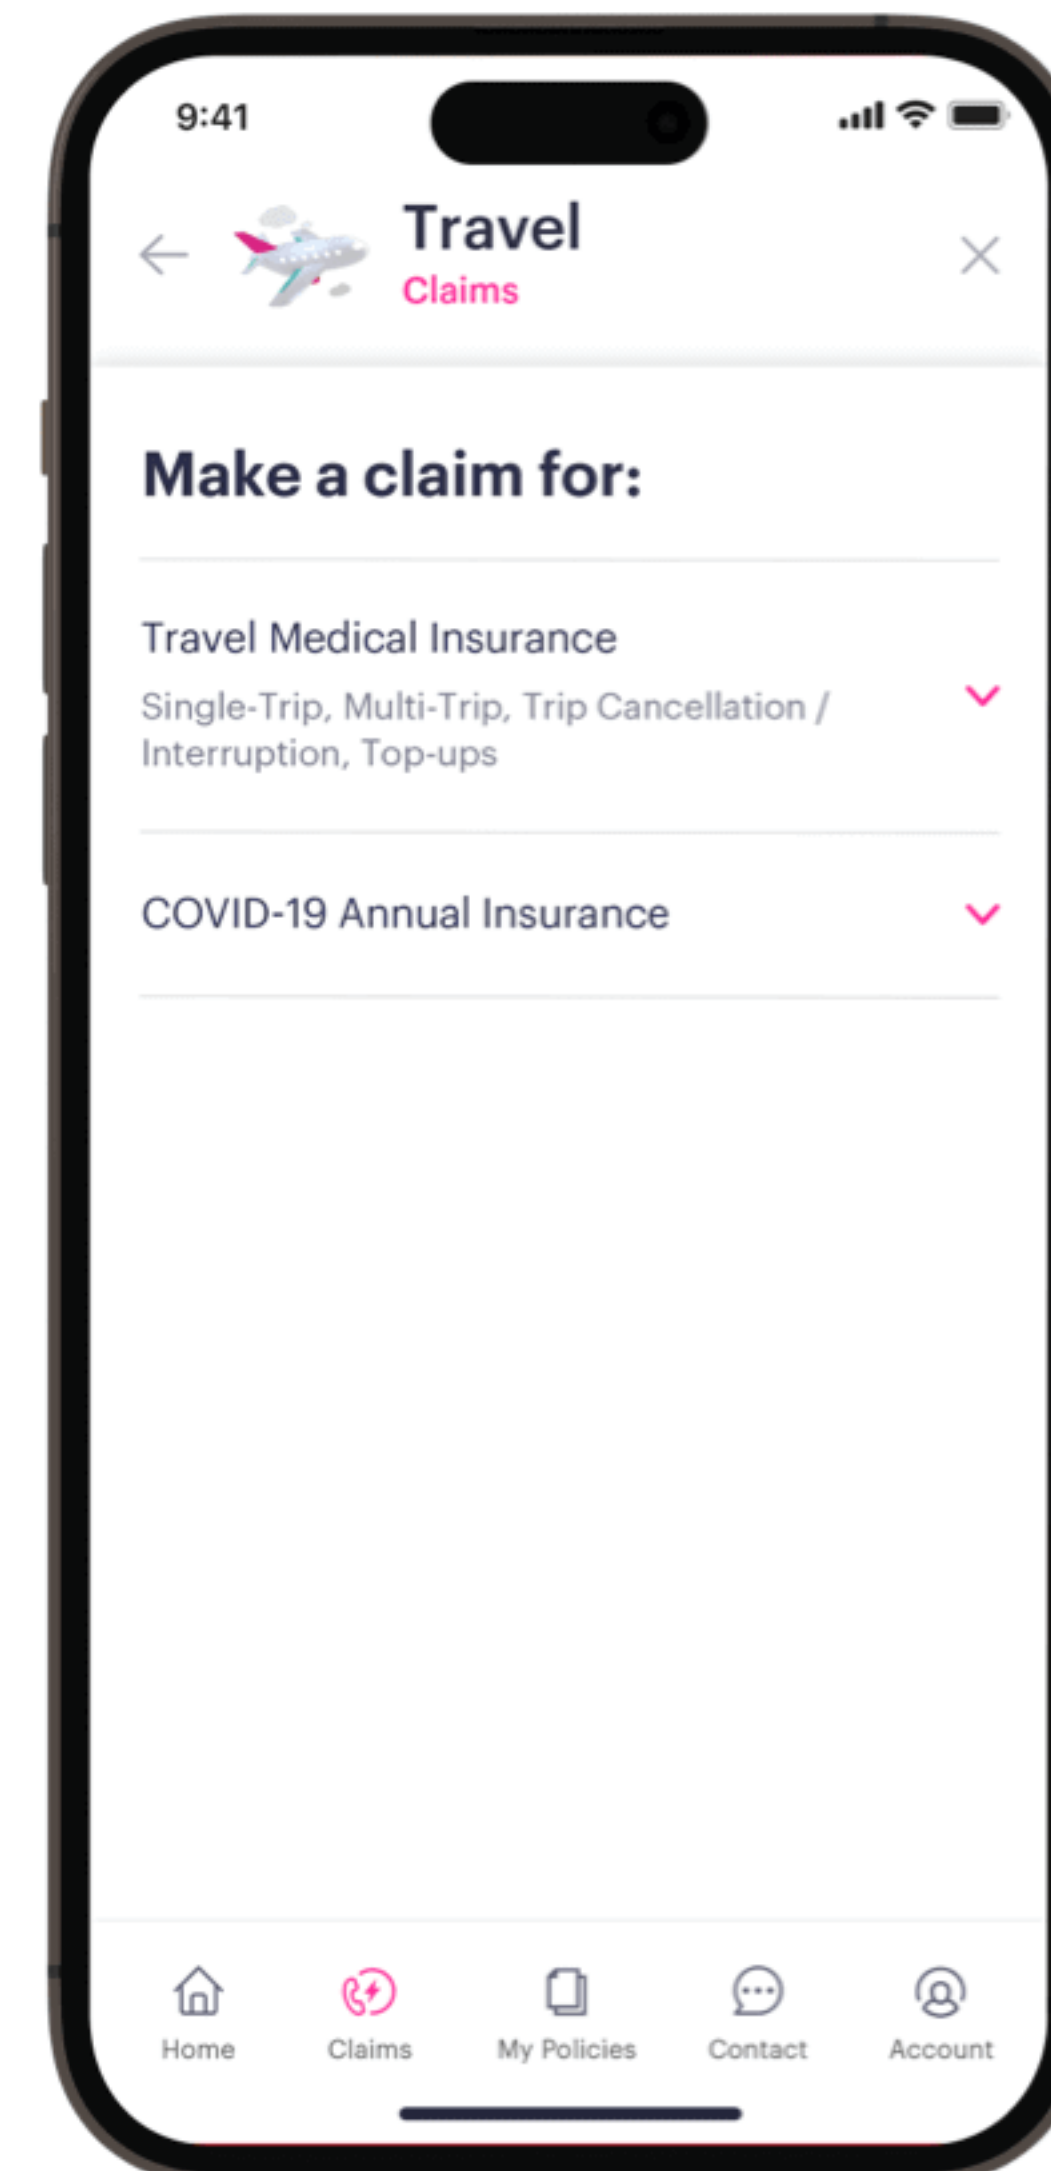 9:41
Travel
Claims
Make a claim for:
Travel Medical Insurance
Single-Trip, Multi-Trip, Trip Cancellation /
Interruption, Top-ups
COVID-19 Annual Insurance
Home Claims My Policies Contact Account